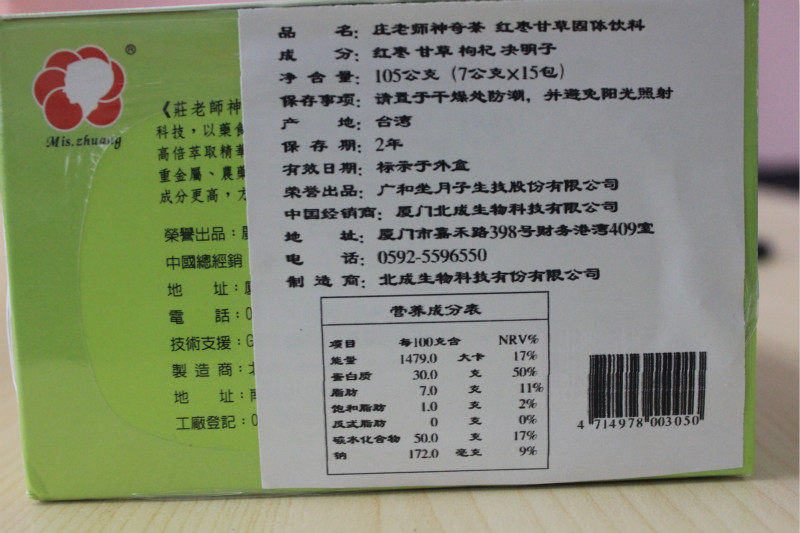 ®
Mis.zhuang
《莊老師神
科技，以藥食
高倍萃取精華
重金屬、農藥
成分更高，方
榮譽出品：
中國總經銷
地　址：
電　話：0
技術支援：G
製造商：北
地　址：南
工廠登記：0
品　名：庄老师神奇茶 红枣甘草固体饮料
成　分：红枣 甘草 枸杞 决明子
净含量：105公克（7公克×15包）
保存事项：请置于干燥处防潮，并避免阳光照射
产　地：台湾
保存期：2年
有效日期：标示于外盒
荣誉出品：广和坐月子生技股份有限公司
中国经销商：厦门北成生物科技有限公司
地　址：厦门市嘉禾路398号财务港湾409室
电　话：0592-5596550
制造商：北成生物科技有份有限公司
营养成分表
项目 每100克含 NRV%
能量 1479.0 大卡 17%
蛋白质 30.0 克 50%
脂肪 7.0 克 11%
饱和脂肪 1.0 克 2%
反式脂肪 0 克 0%
碳水化合物 50.0 克 17%
钠 172.0 毫克 9%
4 714978 003050